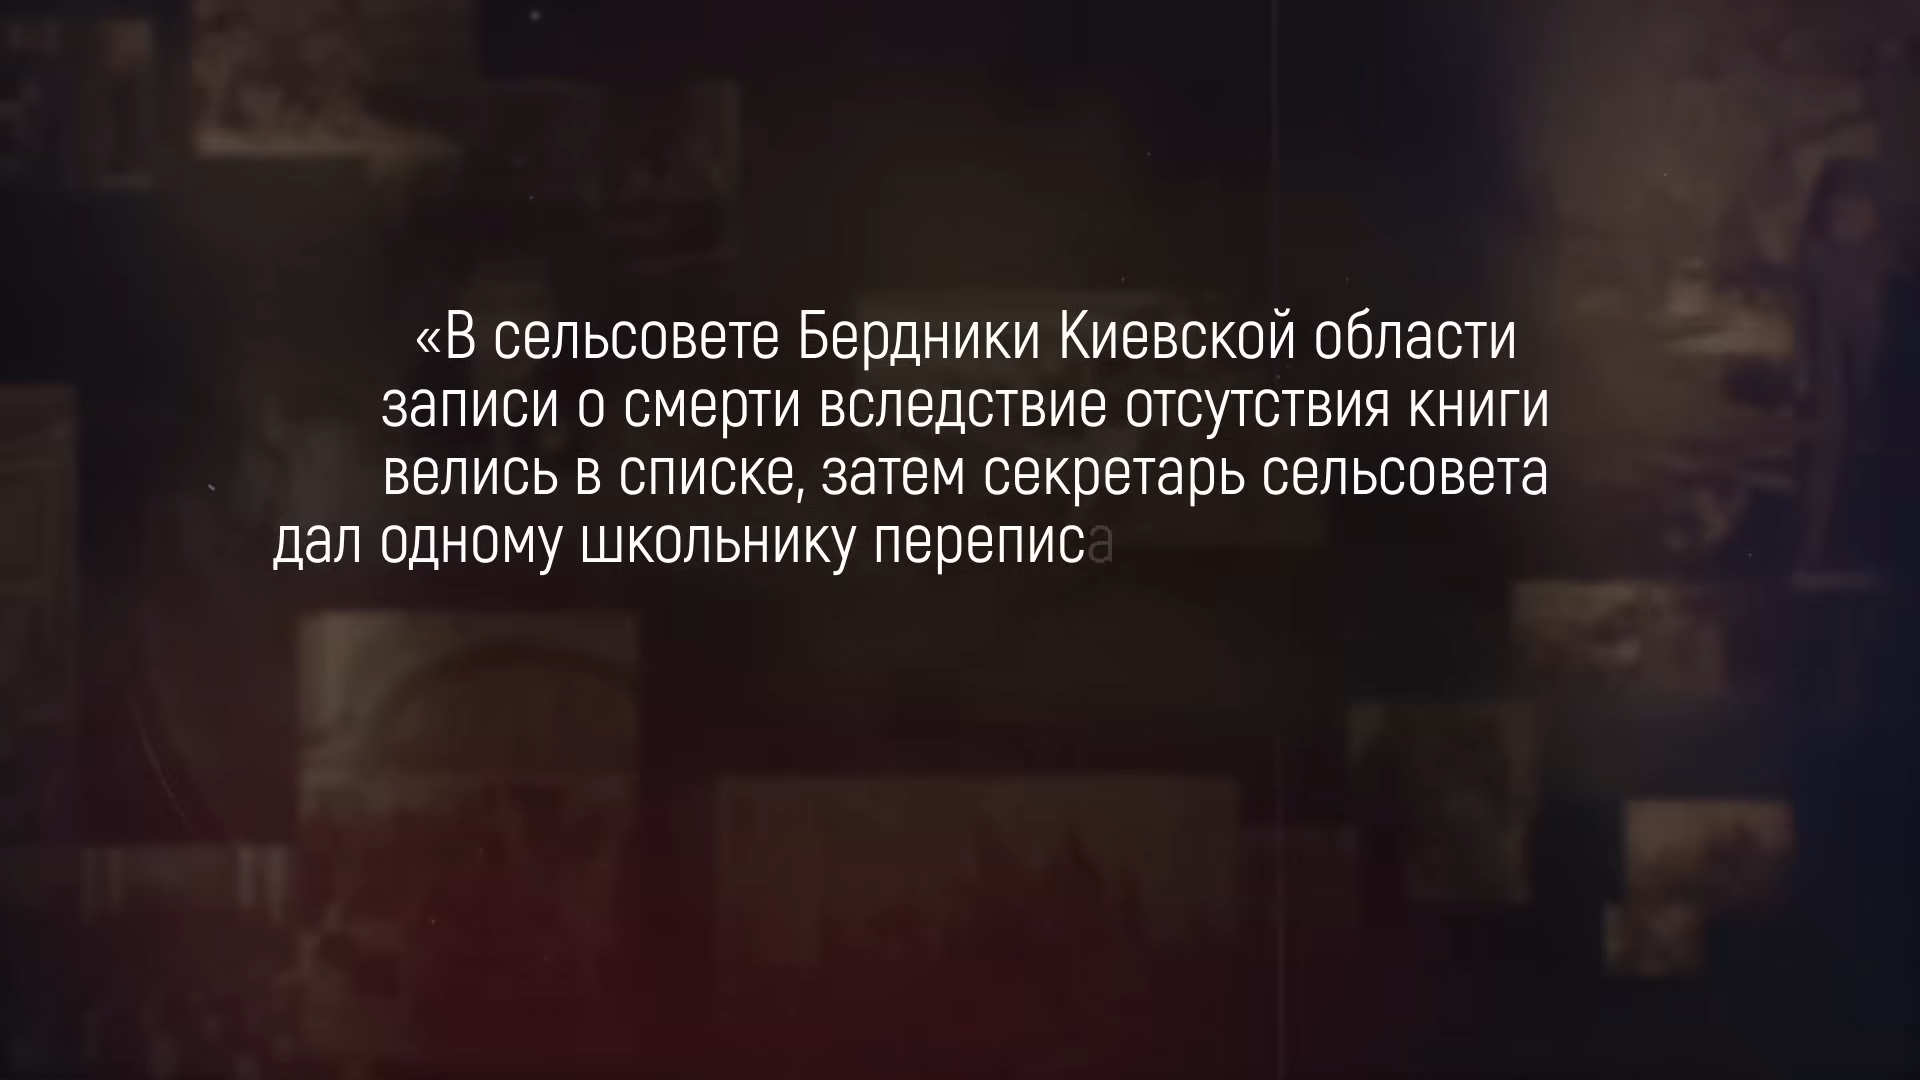 «В сельсовете Бердники Киевской области
записи о смерти вследствие отсутствия книги
велись в списке, затем секретарь сельсовета
дал одному школьнику переписа